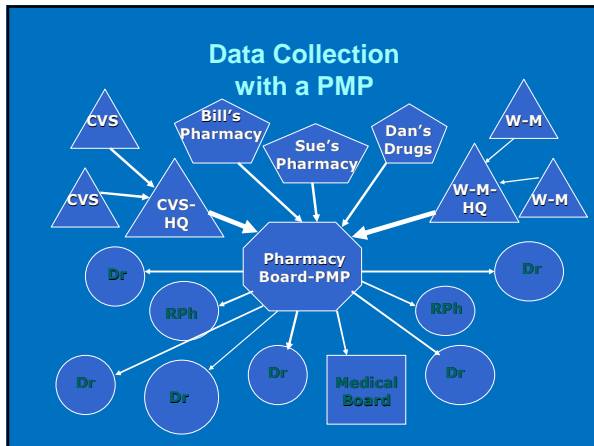 Data Collection
with a PMP
CVS
Bill's
Pharmacy
Sue's
Pharmacy
Dan's
Drugs
W-M
CVS
CVS-
HQ
W-M-
HQ
W-M
Pharmacy
Board-PMP
Dr
Dr
RPh
RPh
Dr
Dr
Dr
Medical
Board
Dr